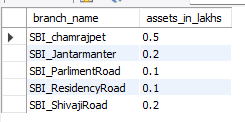 branch_name assets_in_lakhs
SBI_chamrajpet 0.5
SBI_Jantarmanter 0.2
SBI_ParlimentRoad 0.1
SBI_ResidencyRoad 0.1
SBI_ShivajiRoad 0.2